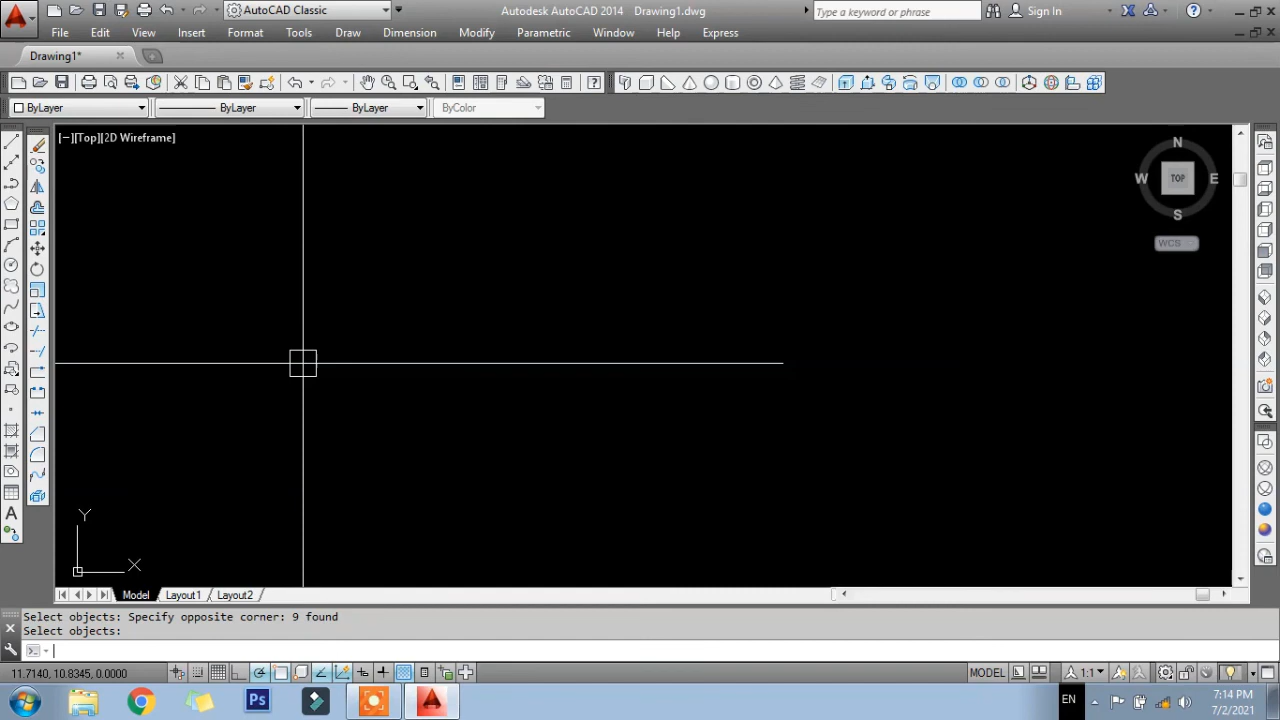 AutoCAD Classic
Autodesk AutoCAD 2014 Drawing1.dwg
Type a keyword or phrase
Sign In
File Edit View Insert Format Tools Draw Dimension Modify Parametric Window Help Express
Drawing1*
ByLayer ByLayer ByLayer ByColor
[−][Top][2D Wireframe]
N
W TOP E
S
WCS
Y
X
Model Layout1 Layout2
Select objects: Specify opposite corner: 9 found
Select objects:
11.7140, 10.8345, 0.0000 MODEL 1:1
Ps
EN
7:14 PM
7/2/2021